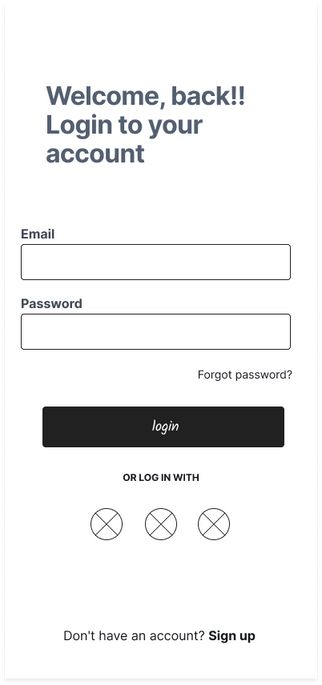 Welcome, back!!
Login to your
account
Email
Password
Forgot password?
login
OR LOG IN WITH
Don't have an account? Sign up